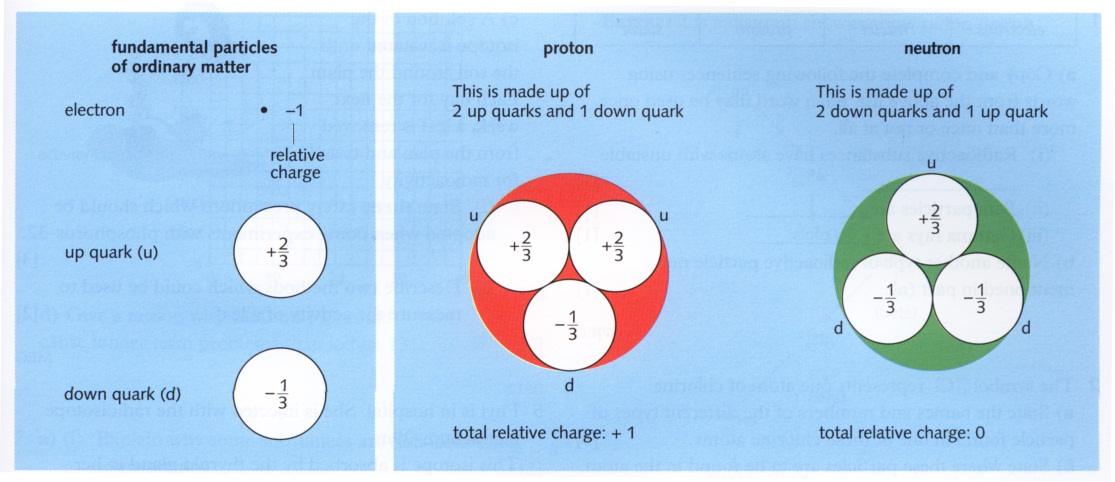 fundamental particles
of ordinary matter
electron
–1
relative
charge
up quark (u)
+2/3
down quark (d)
–1/3
proton
This is made up of
2 up quarks and 1 down quark
u
u
+2/3
+2/3
–1/3
d
total relative charge: + 1
neutron
This is made up of
2 down quarks and 1 up quark
u
+2/3
–1/3
–1/3
d
d
total relative charge: 0